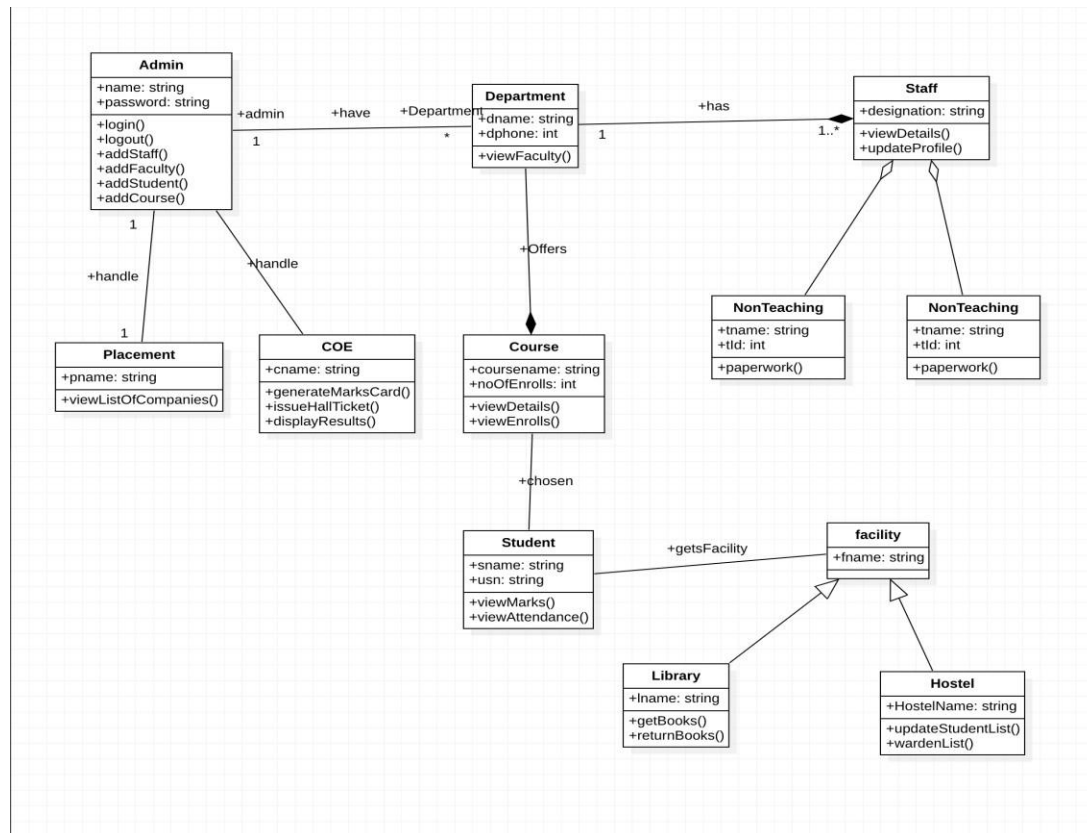 Admin
+name: string
+password: string
+login()
+logout()
+addStaff()
+addFaculty()
+addStudent()
+addCourse()
+admin
1
+have
+Department
*
Department
+dname: string
+dphone: int
+viewFaculty()
1
+has
1..*
Staff
+designation: string
+viewDetails()
+updateProfile()
1
+handle
1
+handle
+Offers
NonTeaching
+tname: string
+tId: int
+paperwork()
NonTeaching
+tname: string
+tId: int
+paperwork()
Placement
+pname: string
+viewListOfCompanies()
COE
+cname: string
+generateMarksCard()
+issueHallTicket()
+displayResults()
Course
+coursename: string
+noOfEnrolls: int
+viewDetails()
+viewEnrolls()
+chosen
Student
+sname: string
+usn: string
+viewMarks()
+viewAttendance()
+getsFacility
facility
+fname: string
Library
+lname: string
+getBooks()
+returnBooks()
Hostel
+HostelName: string
+updateStudentList()
+wardenList()